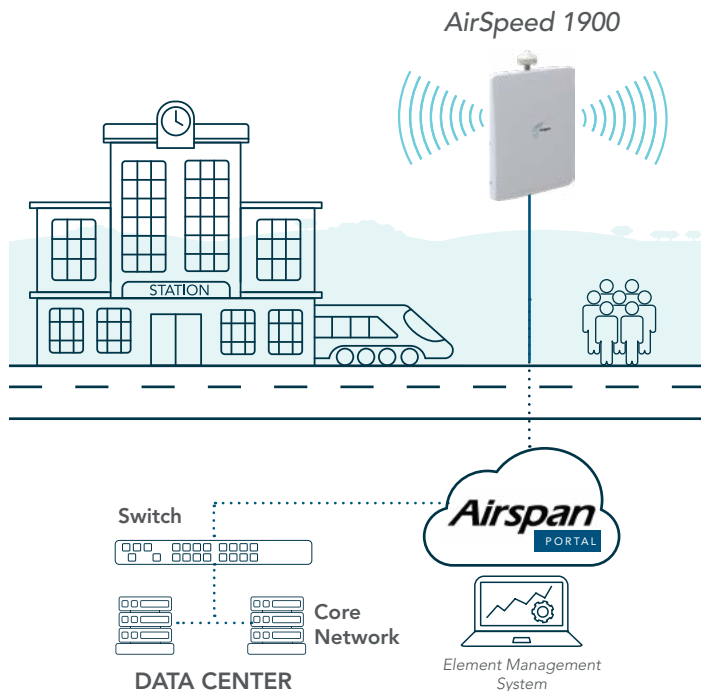 AirSpeed 1900
STATION
Switch
Airspan
PORTAL
Core
Network
DATA CENTER
Element Management
System